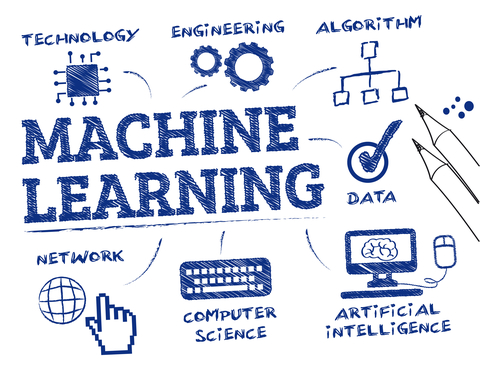 TECHNOLOGY
ENGINEERING
ALGORITHM
MACHINE
LEARNING
DATA
NETWORK
COMPUTER
SCIENCE
ARTIFICIAL
INTELLIGENCE